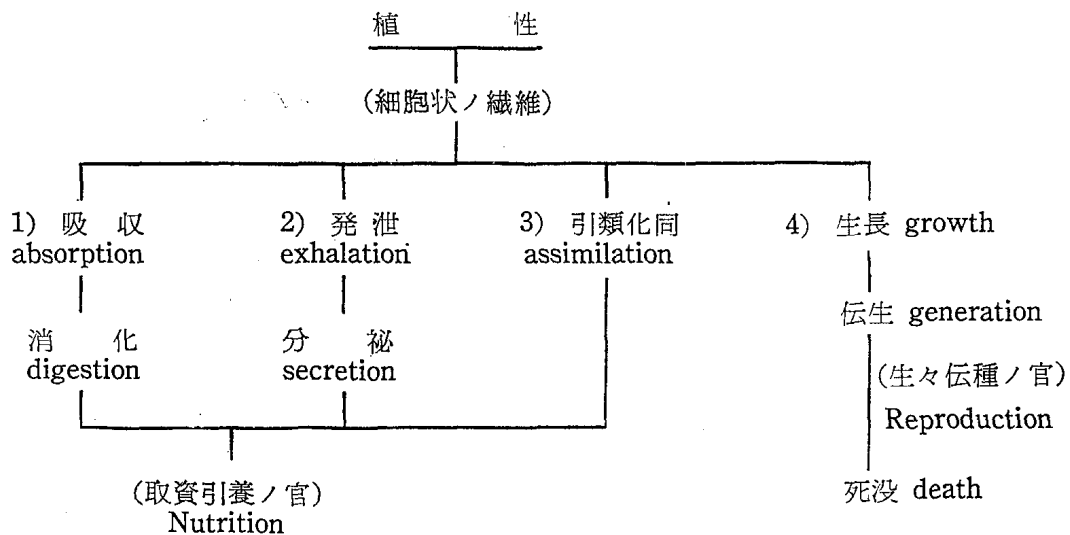 植 性
(細胞状ノ繊維)
1) 吸 収
absorption
2) 発 泄
exhalation
3) 引類化同
assimilation
4) 生長 growth
消 化
digestion
分 祕
secretion
伝生 generation
(生々伝種ノ官)
Reproduction
(取資引養ノ官)
Nutrition
死没 death